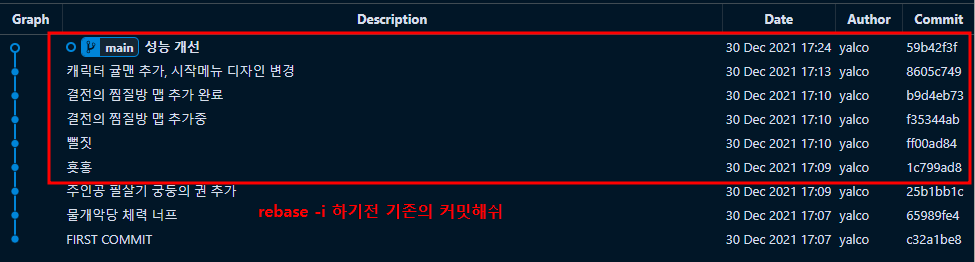 Graph Description Date Author Commit
main 성능 개선 30 Dec 2021 17:24 yalco 59b42f3f
캐릭터 귤맨 추가, 시작메뉴 디자인 변경 30 Dec 2021 17:13 yalco 8605c749
결전의 찜질방 맵 추가 완료 30 Dec 2021 17:10 yalco b9d4eb73
결전의 찜질방 맵 추가중 30 Dec 2021 17:10 yalco f35344ab
뻘짓 30 Dec 2021 17:10 yalco ff00ad84
횻홍 30 Dec 2021 17:09 yalco 1c799ad8
주인공 필살기 궁둥의 권 추가 30 Dec 2021 17:09 yalco 25b1bb1c
물개악당 체력 너프 30 Dec 2021 17:07 yalco 65989fe4
rebase -i 하기전 기존의 커밋해쉬
FIRST COMMIT 30 Dec 2021 17:07 yalco c32a1be8